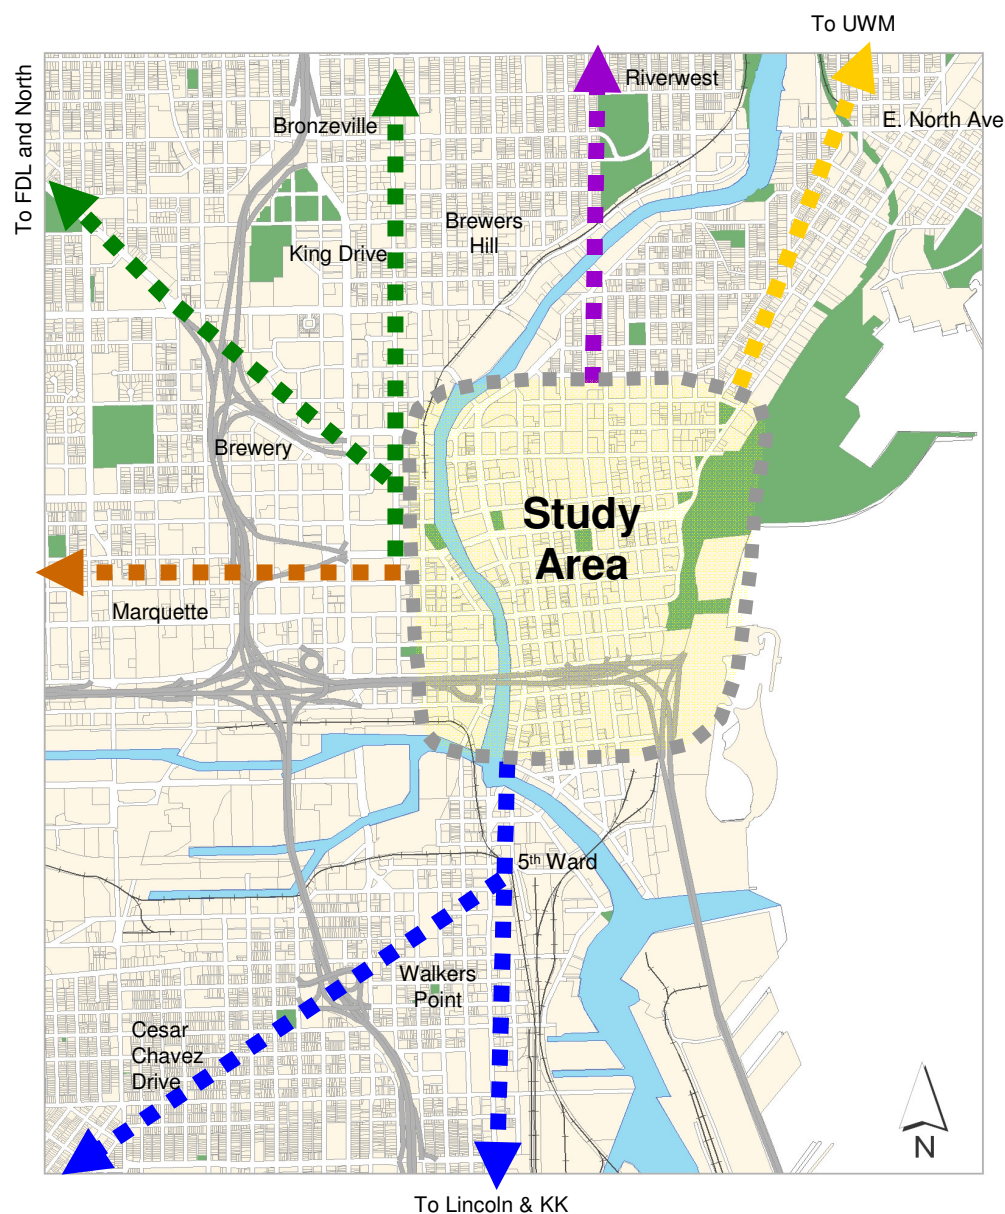 To UWM
To FDL and North
Riverwest
Bronzeville
E. North Ave
Brewers
Hill
King Drive
Brewery
Study
Area
Marquette
5th Ward
Walkers
Point
Cesar
Chavez
Drive
N
To Lincoln & KK